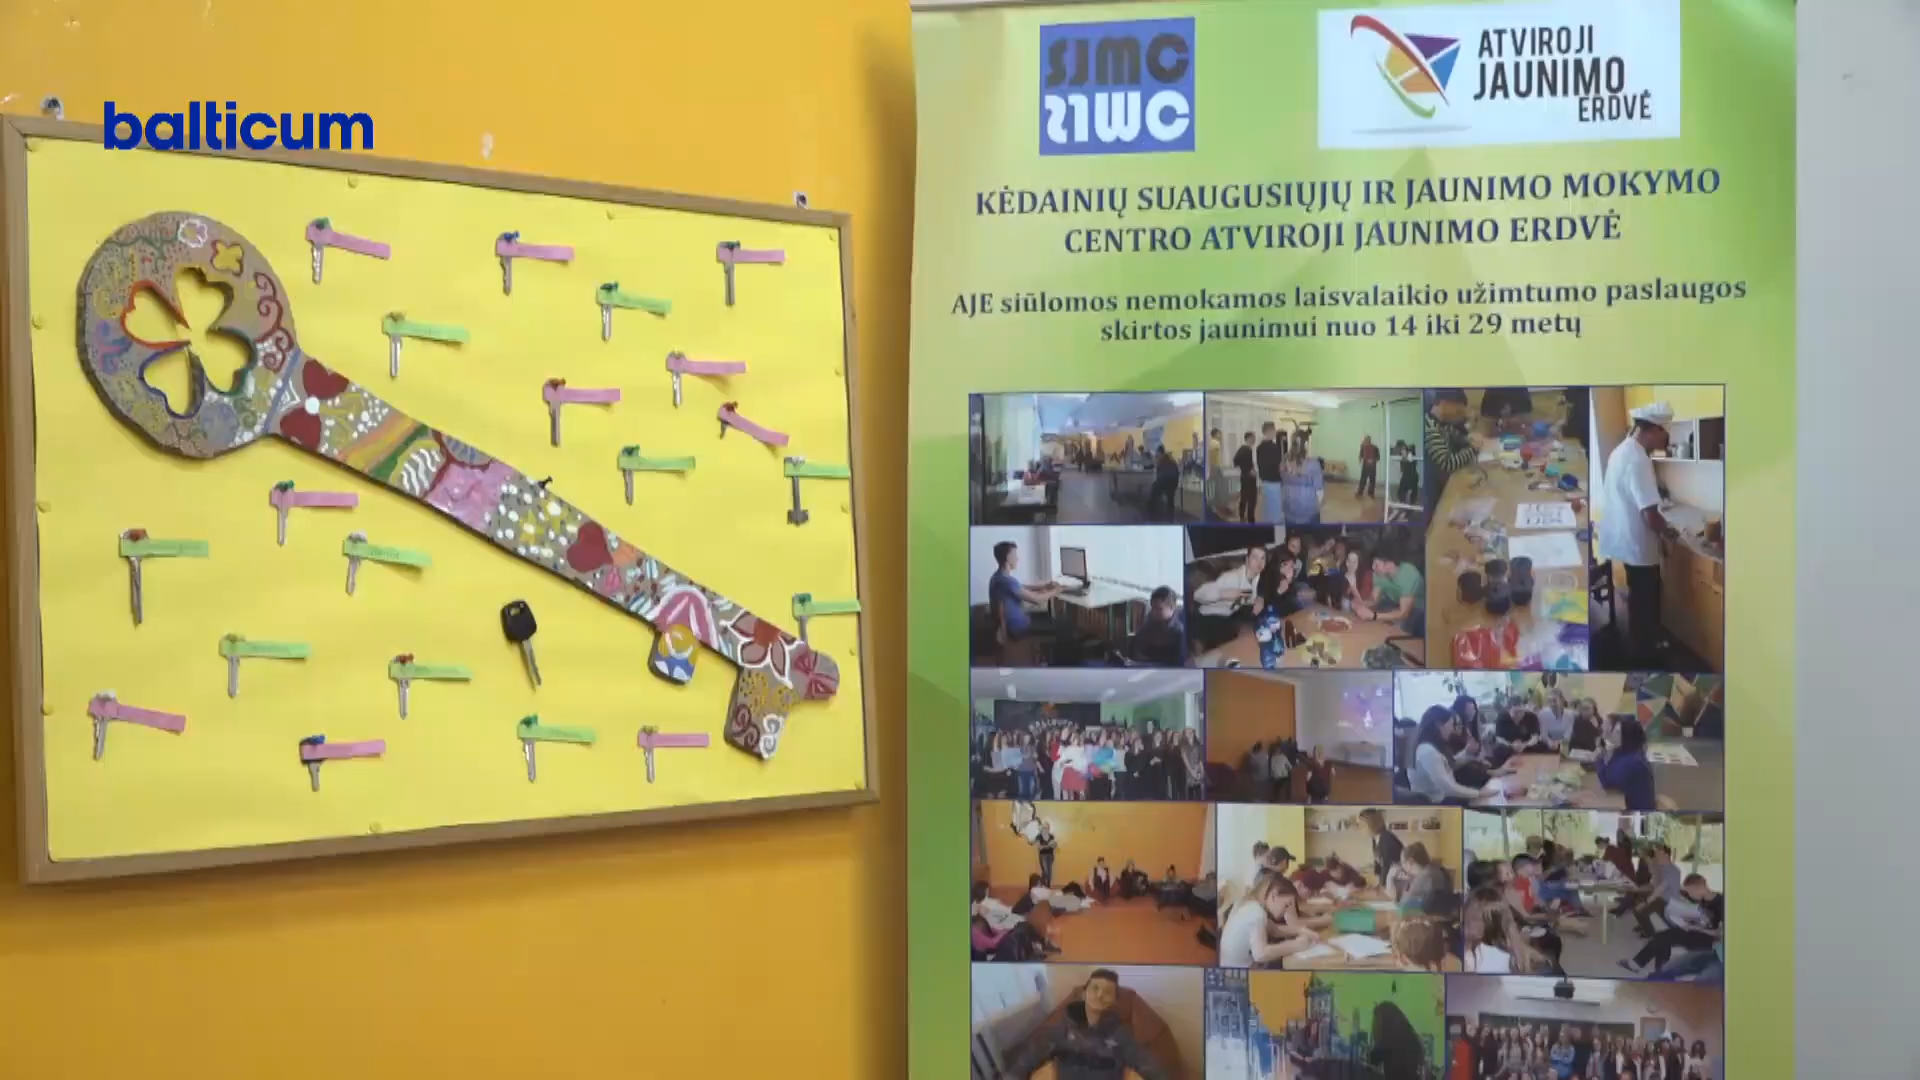 balticum
SJMC
ATVIROJI
JAUNIMO
ERDVĖ
KĖDAINIŲ SUAUGUSIŲJŲ IR JAUNIMO MOKYMO
CENTRO ATVIROJI JAUNIMO ERDVĖ
AJE siūlomos nemokamos laisvalaikio užimtumo paslaugos
skirtos jaunimui nuo 14 iki 29 metų